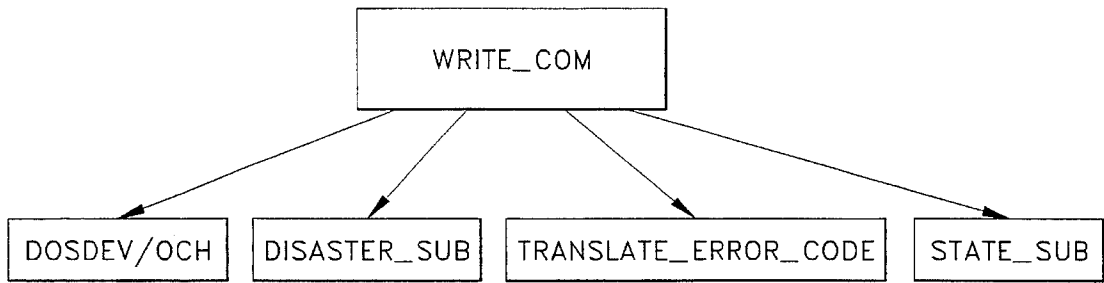 WRITE_COM
DOSDEV/OCH
DISASTER_SUB
TRANSLATE_ERROR_CODE
STATE_SUB